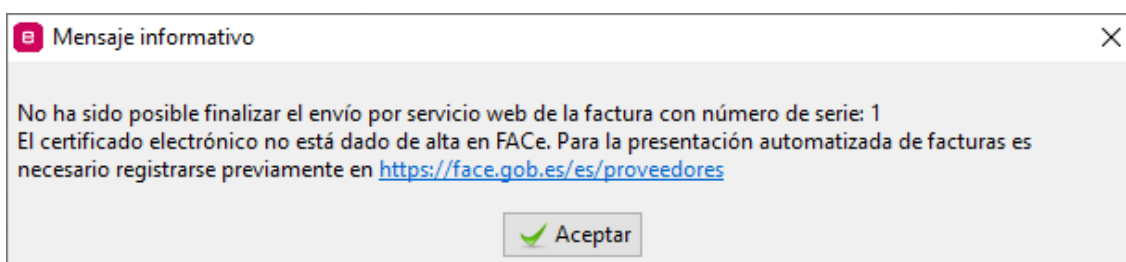 Mensaje informativo
No ha sido posible finalizar el envío por servicio web de la factura con número de serie: 1
El certificado electrónico no está dado de alta en FACe. Para la presentación automatizada de facturas es
necesario registrarse previamente en https://face.gob.es/es/proveedores
Aceptar